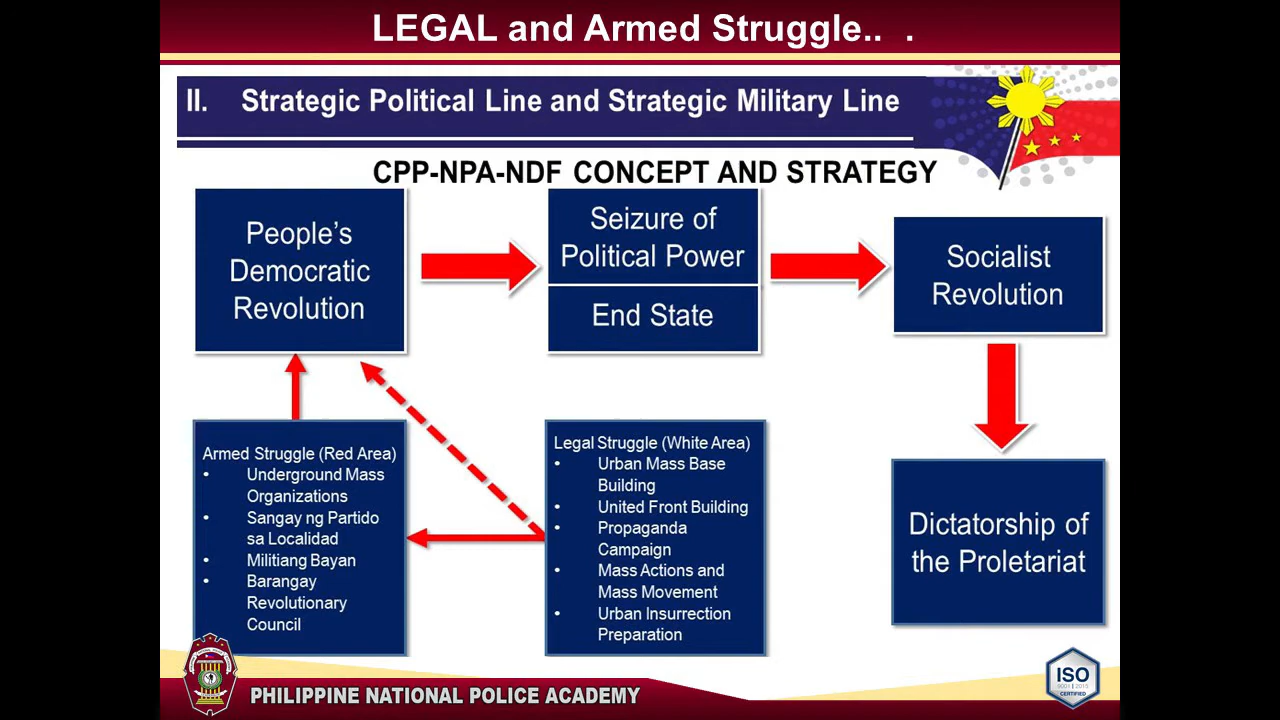 LEGAL and Armed Struggle.. .
II. Strategic Political Line and Strategic Military Line
CPP-NPA-NDF CONCEPT AND STRATEGY
People's
Democratic
Revolution
Seizure of
Political Power
End State
Socialist
Revolution
Armed Struggle (Red Area)
• Underground Mass
Organizations
• Sangay ng Partido
sa Localidad
• Militiang Bayan
• Barangay
Revolutionary
Council
Legal Struggle (White Area)
• Urban Mass Base
Building
• United Front Building
• Propaganda
Campaign
• Mass Actions and
Mass Movement
• Urban Insurrection
Preparation
Dictatorship of
the Proletariat
PHILIPPINE NATIONAL POLICE ACADEMY
ISO
9001 : 2015
CERTIFIED